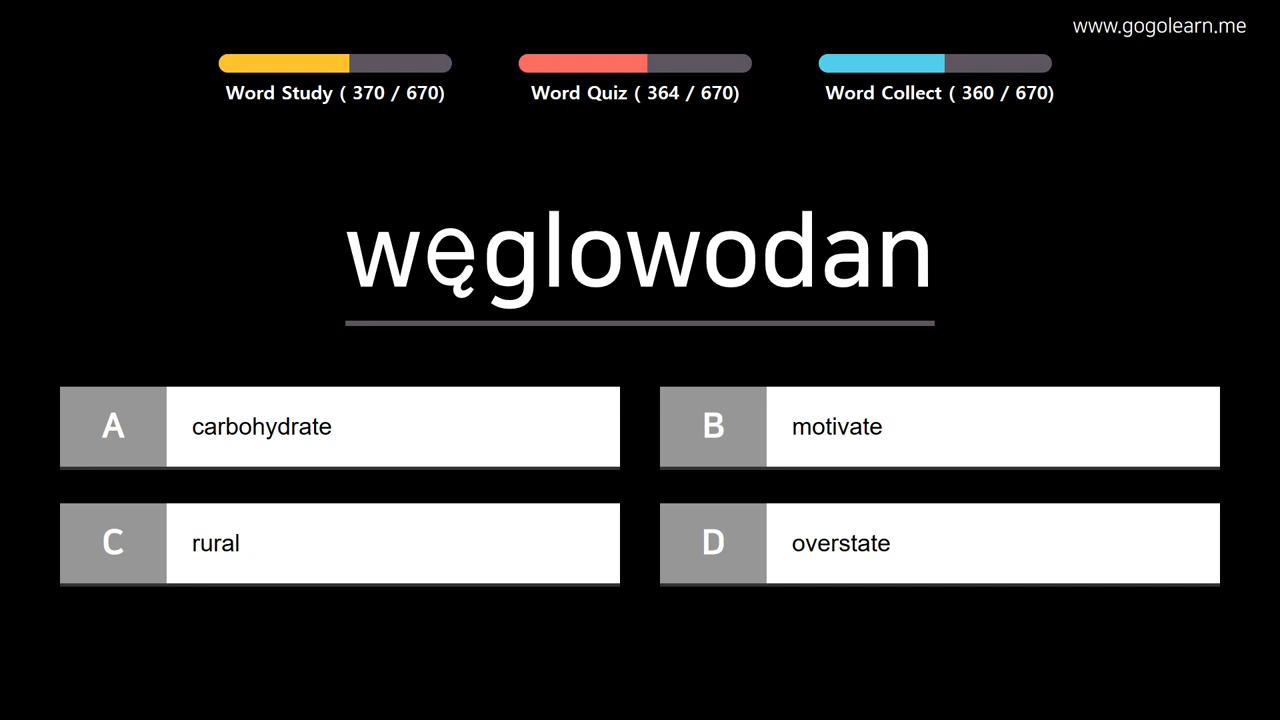 www.gogolearn.me
Word Study ( 370 / 670)
Word Quiz ( 364 / 670)
Word Collect ( 360 / 670)
węglowodan
A carbohydrate
B motivate
C rural
D overstate